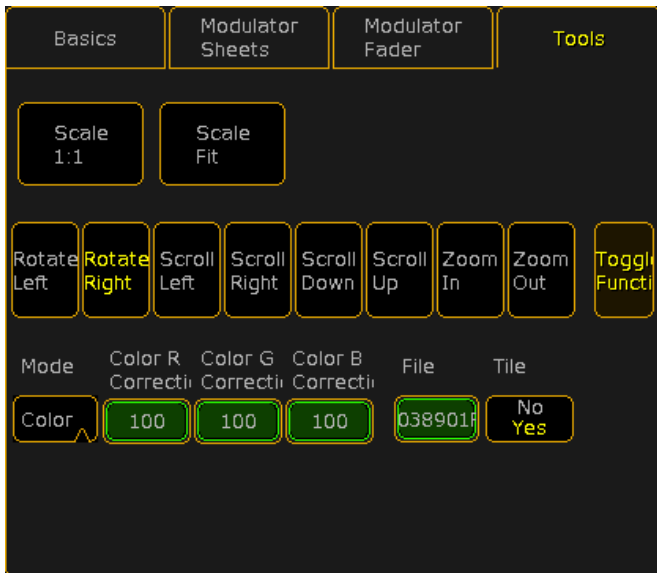 Basics
Modulator
Sheets
Modulator
Fader
Tools
Scale
1:1
Scale
Fit
Rotate
Left
Rotate
Right
Scroll
Left
Scroll
Right
Scroll
Down
Scroll
Up
Zoom
In
Zoom
Out
Toggl
Functi
Mode
Color R
Correcti
Color G
Correcti
Color B
Correcti
File
Tile
Color
100
100
100
038901
No
Yes